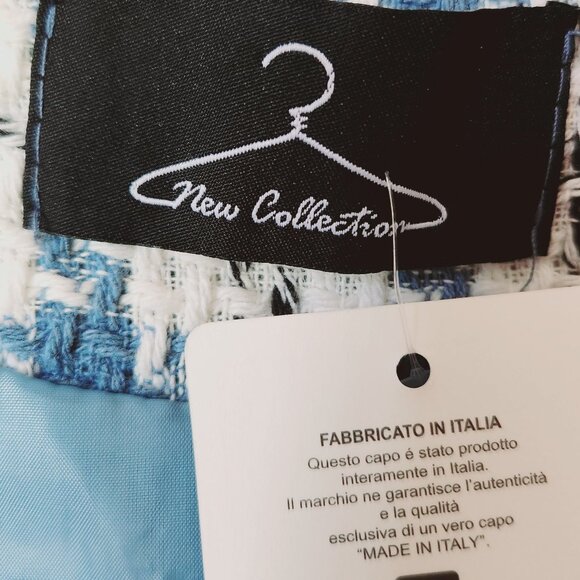 New Collection
FABBRICATO IN ITALIA
Questo capo é stato prodotto
interamente in Italia.
Il marchio ne garantisce l'autenticità
e la qualità
esclusiva di un vero capo
"MADE IN ITALY".